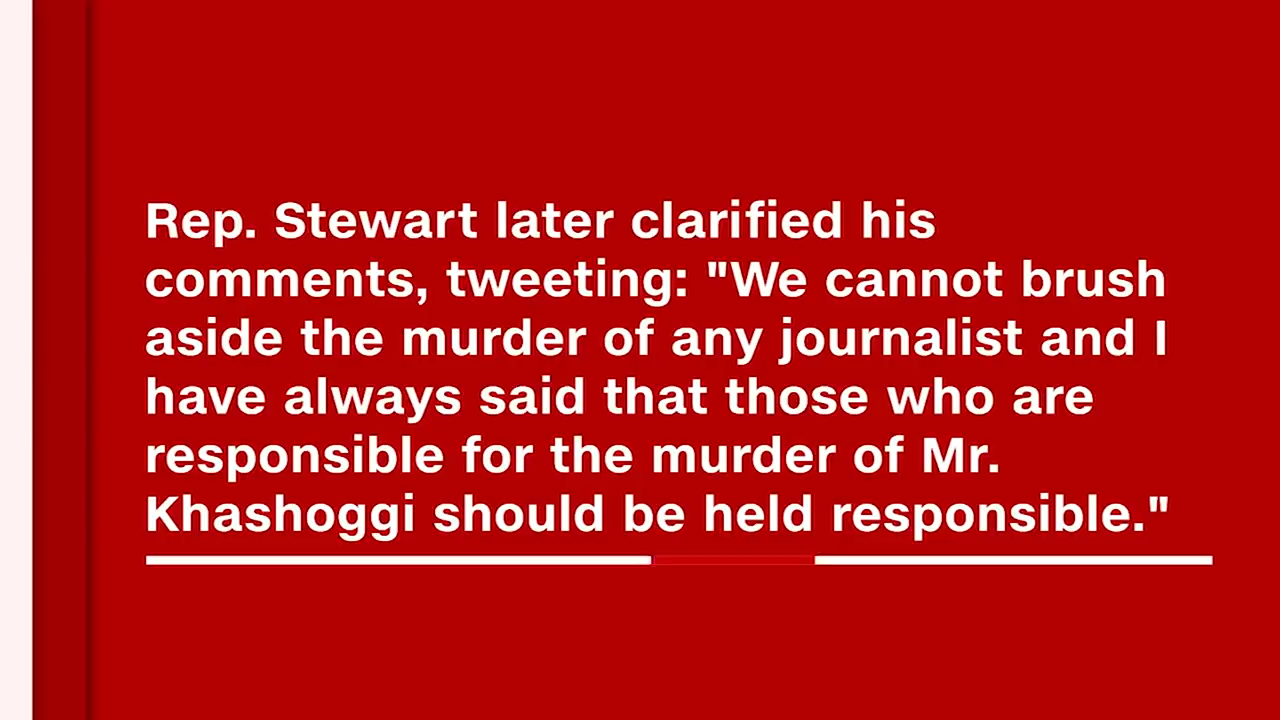 Rep. Stewart later clarified his
comments, tweeting: "We cannot brush
aside the murder of any journalist and I
have always said that those who are
responsible for the murder of Mr.
Khashoggi should be held responsible."